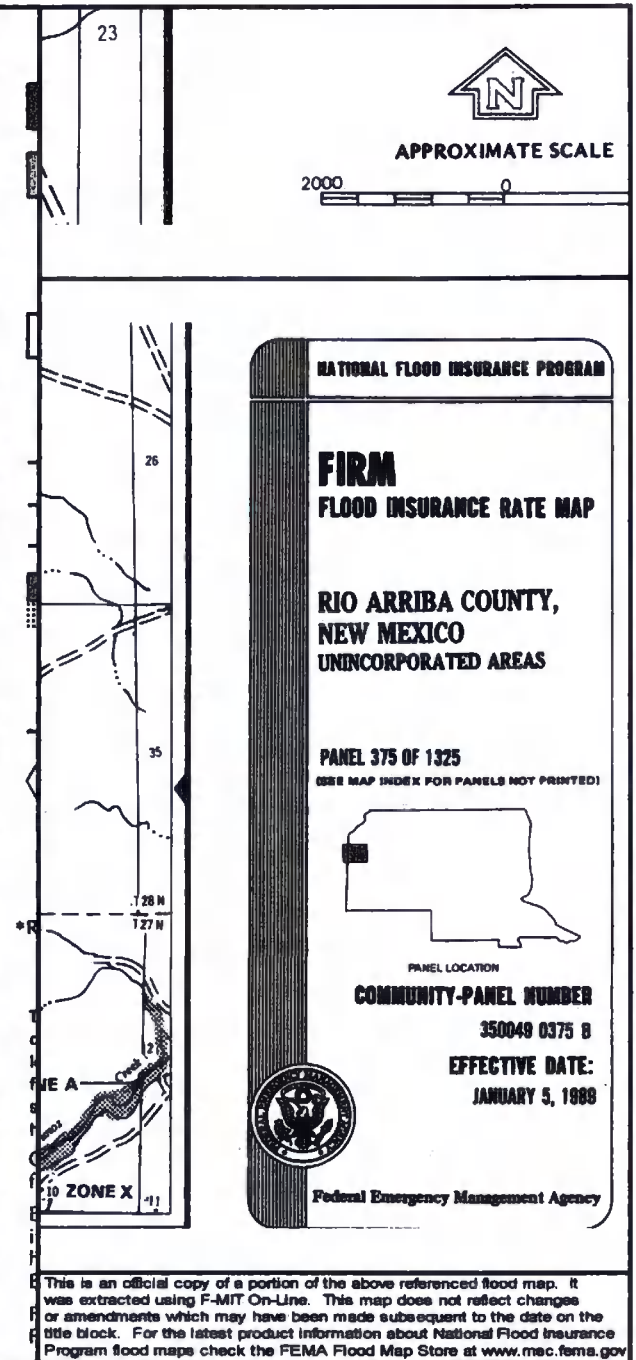 23
N
APPROXIMATE SCALE
2000 0
NATIONAL FLOOD INSURANCE PROGRAM
FIRM
FLOOD INSURANCE RATE MAP
RIO ARRIBA COUNTY,
NEW MEXICO
UNINCORPORATED AREAS
PANEL 375 OF 1325
(SEE MAP INDEX FOR PANELS NOT PRINTED)
PANEL LOCATION
COMMUNITY-PANEL NUMBER
350049 0375 B
EFFECTIVE DATE:
JANUARY 5, 1989
Federal Emergency Management Agency
26
35
T 28 N
T 27 N
*R
2
Creek
NE A
10 ZONE X 11
This is an official copy of a portion of the above referenced flood map. It
was extracted using F-MIT On-Line. This map does not reflect changes
or amendments which may have been made subsequent to the date on the
title block. For the latest product information about National Flood Insurance
Program flood maps check the FEMA Flood Map Store at www.msc.fema.gov